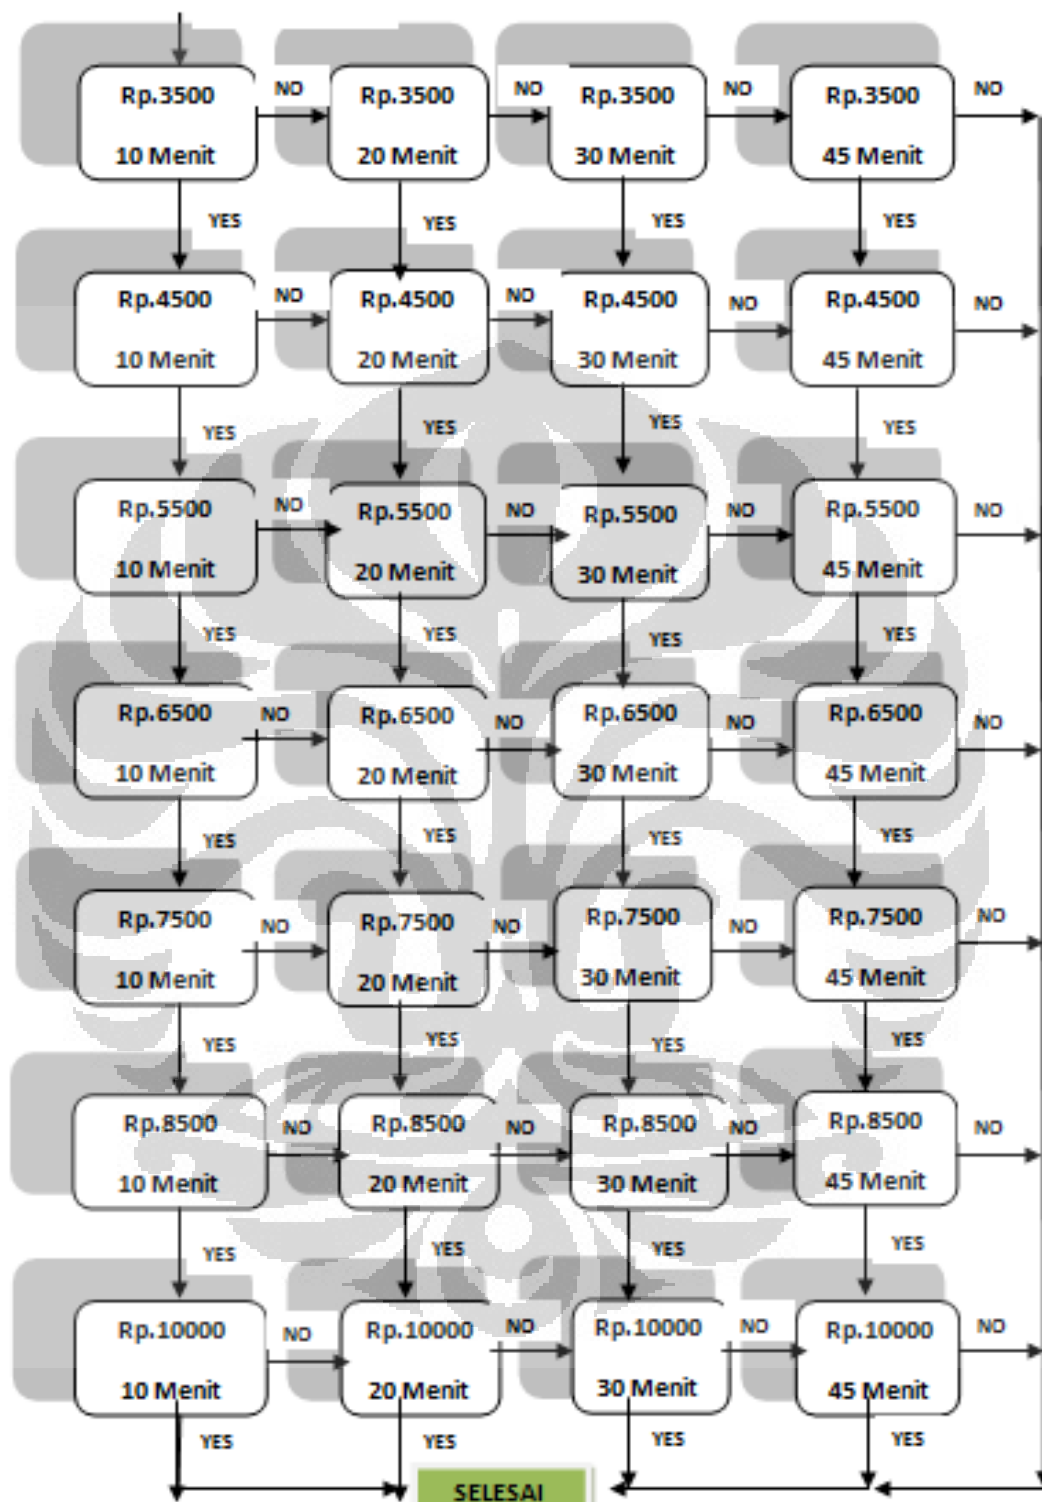 Rp.3500 NO Rp.3500 NO Rp.3500 NO Rp.3500 NO
10 Menit 20 Menit 30 Menit 45 Menit
YES YES YES YES
Rp.4500 NO Rp.4500 NO Rp.4500 NO Rp.4500 NO
10 Menit 20 Menit 30 Menit 45 Menit
YES YES YES YES
Rp.5500 NO Rp.5500 NO Rp.5500 NO Rp.5500 NO
10 Menit 20 Menit 30 Menit 45 Menit
YES YES YES YES
Rp.6500 NO Rp.6500 NO Rp.6500 NO Rp.6500 NO
10 Menit 20 Menit 30 Menit 45 Menit
YES YES YES YES
Rp.7500 NO Rp.7500 NO Rp.7500 NO Rp.7500 NO
10 Menit 20 Menit 30 Menit 45 Menit
YES YES YES YES
Rp.8500 NO Rp.8500 NO Rp.8500 NO Rp.8500 NO
10 Menit 20 Menit 30 Menit 45 Menit
YES YES YES YES
Rp.10000 NO Rp.10000 NO Rp.10000 NO Rp.10000 NO
10 Menit 20 Menit 30 Menit 45 Menit
YES YES YES YES
SELESAI